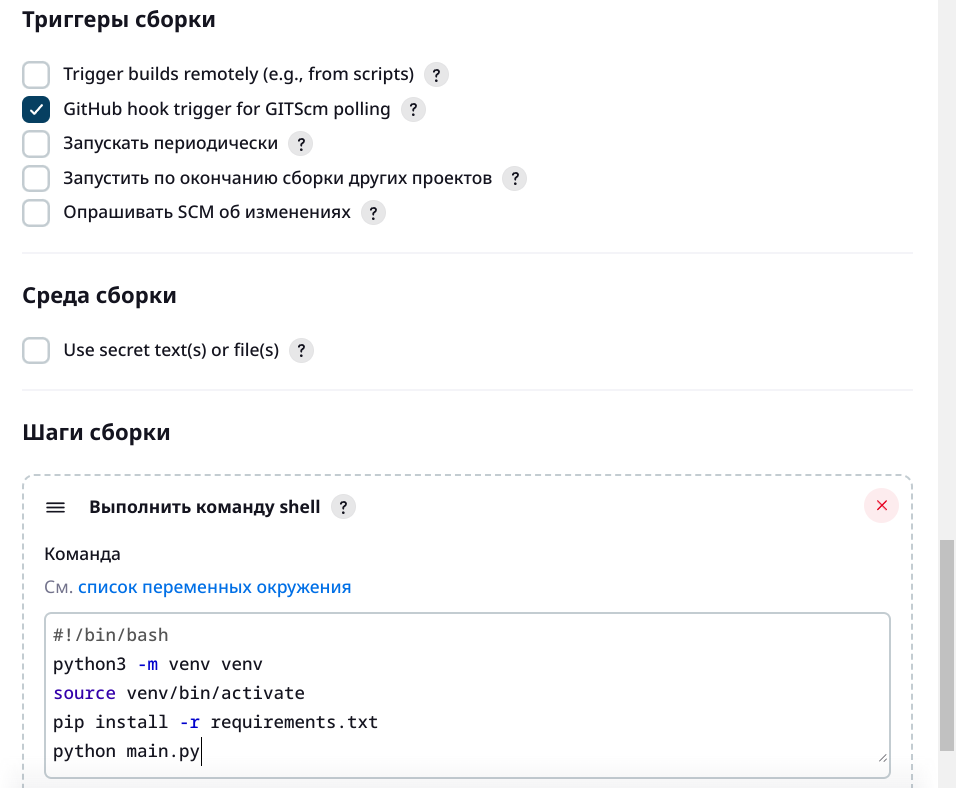 Триггеры сборки
Trigger builds remotely (e.g., from scripts) ?
GitHub hook trigger for GITScm polling ?
Запускать периодически ?
Запустить по окончанию сборки других проектов ?
Опрашивать SCM об изменениях ?
Среда сборки
Use secret text(s) or file(s) ?
Шаги сборки
Выполнить команду shell ?
Команда
См. список переменных окружения
#!/bin/bash
python3 -m venv venv
source venv/bin/activate
pip install -r requirements.txt
python main.py